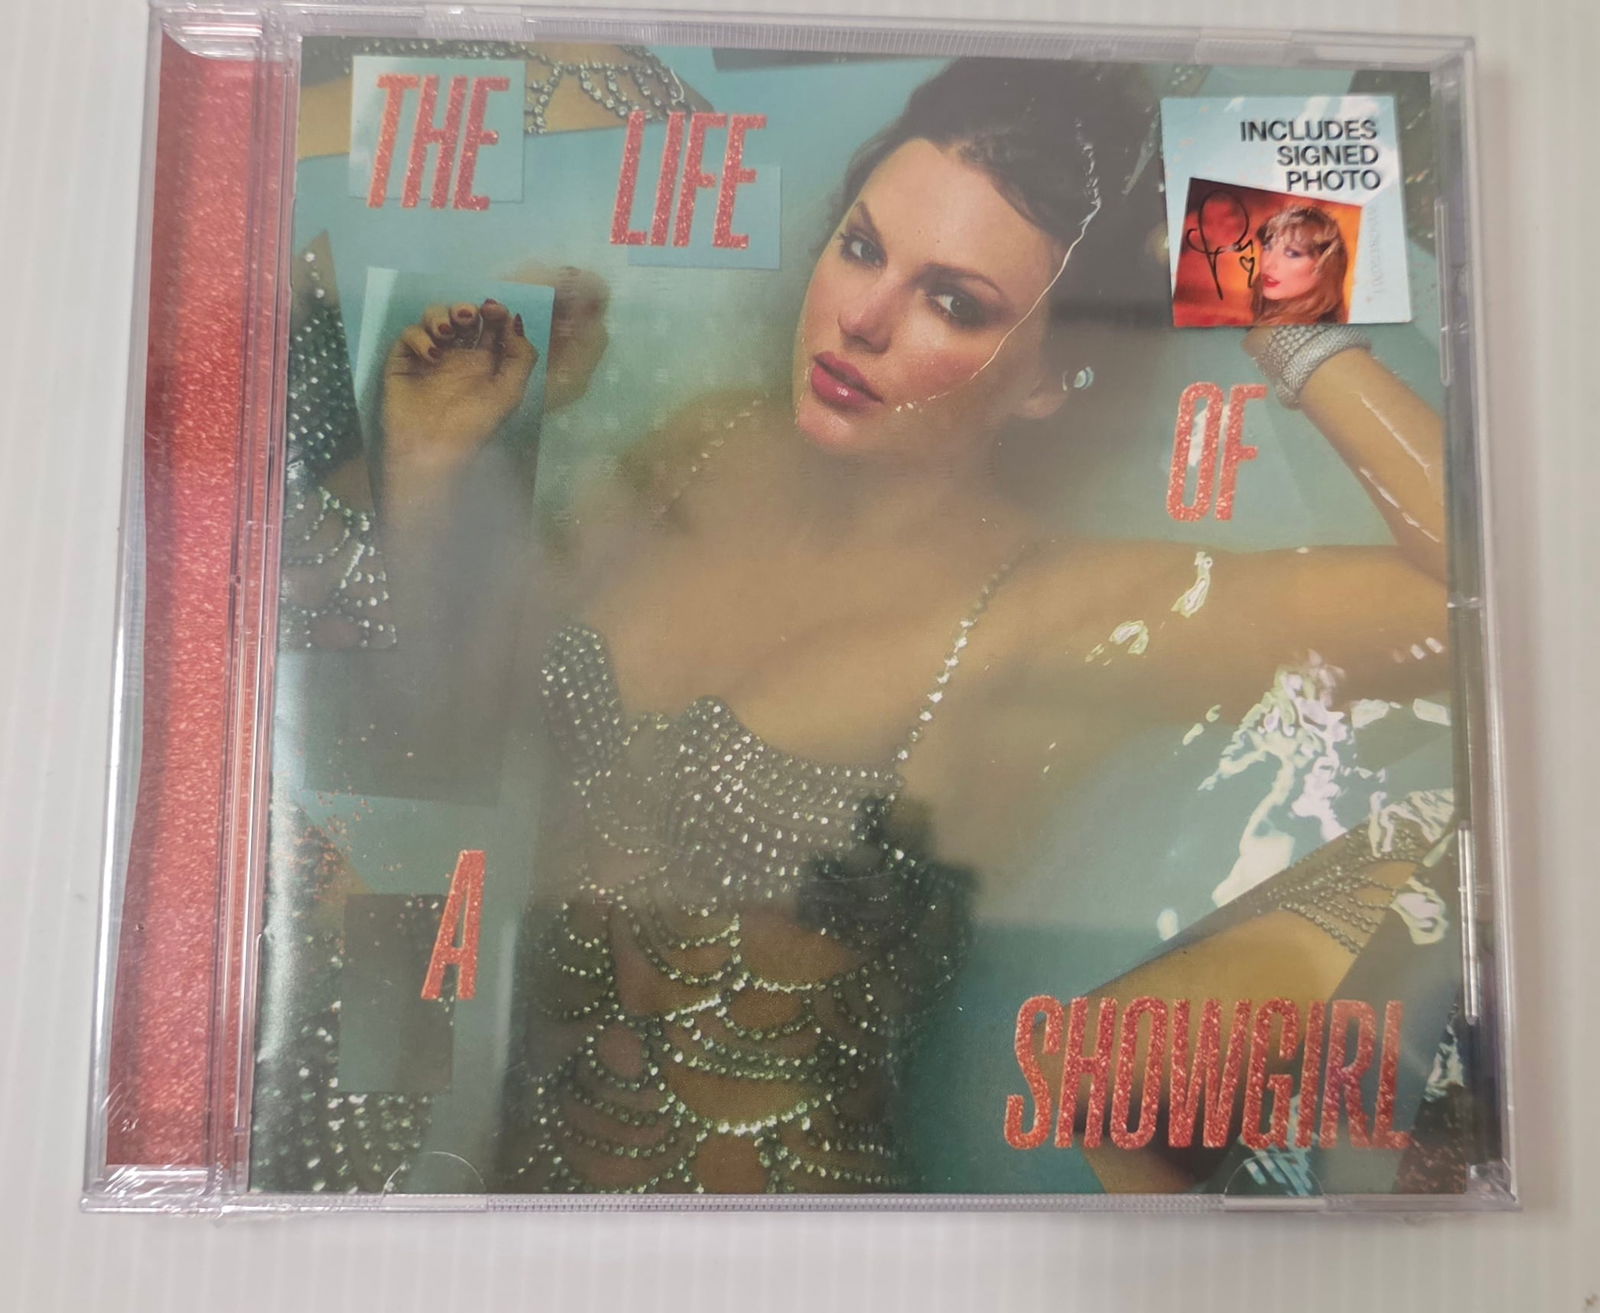 THE
LIFE
INCLUDES
SIGNED
PHOTO
OF
A
SHOWGIRL